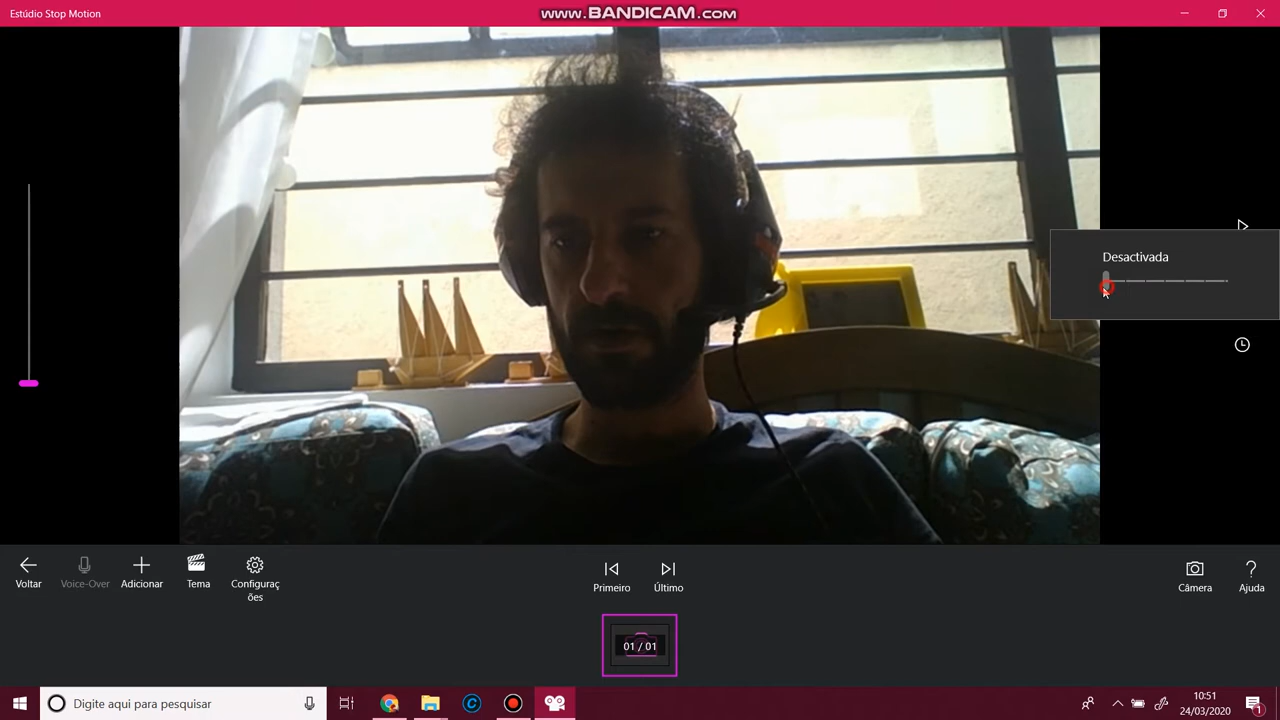 Estúdio Stop Motion
www.BANDICAM.com
Desactivada
Voltar
Voice-Over
Adicionar
Tema
Configuraç
ões
Primeiro
Último
Câmera
Ajuda
01 / 01
Digite aqui para pesquisar
10:51
24/03/2020
1